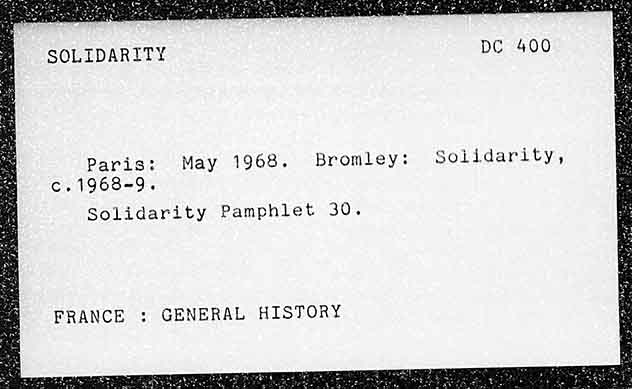 SOLIDARITY DC 400
Paris: May 1968. Bromley: Solidarity,
c.1968-9.
Solidarity Pamphlet 30.
FRANCE : GENERAL HISTORY